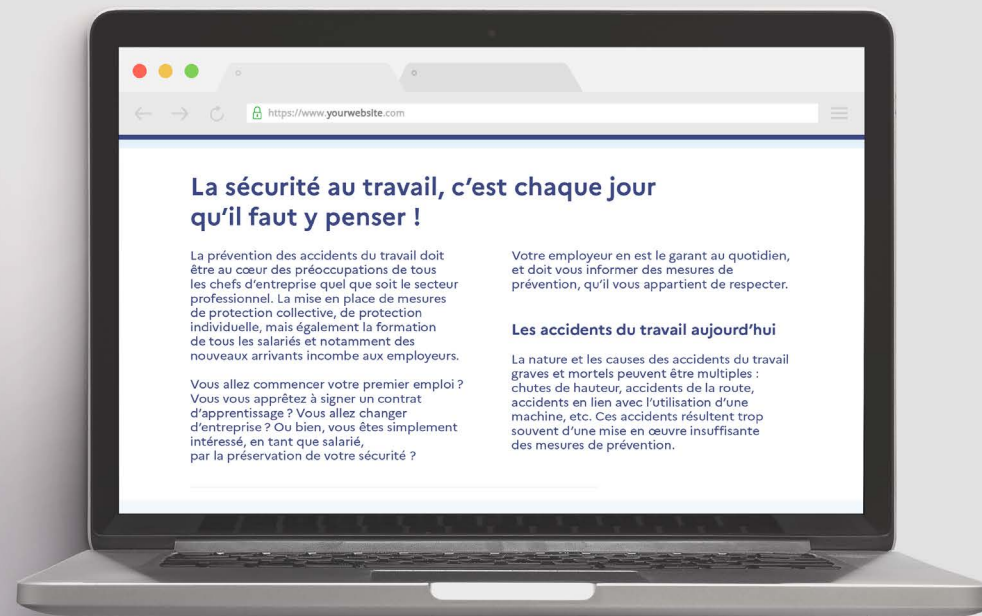 https://www.yourwebsite.com
La sécurité au travail, c’est chaque jour
qu’il faut y penser !
La prévention des accidents du travail doit
être au cœur des préoccupations de tous
les chefs d’entreprise quel que soit le secteur
professionnel. La mise en place de mesures
de protection collective, de protection
individuelle, mais également la formation
de tous les salariés et notamment des
nouveaux arrivants incombe aux employeurs.
Vous allez commencer votre premier emploi ?
Vous vous apprêtez à signer un contrat
d’apprentissage ? Vous allez changer
d’entreprise ? Ou bien, vous êtes simplement
intéressé, en tant que salarié,
par la préservation de votre sécurité ?
Votre employeur en est le garant au quotidien,
et doit vous informer des mesures de
prévention, qu’il vous appartient de respecter.
Les accidents du travail aujourd’hui
La nature et les causes des accidents du travail
graves et mortels peuvent être multiples :
chutes de hauteur, accidents de la route,
accidents en lien avec l’utilisation d’une
machine, etc. Ces accidents résultent trop
souvent d’une mise en œuvre insuffisante
des mesures de prévention.